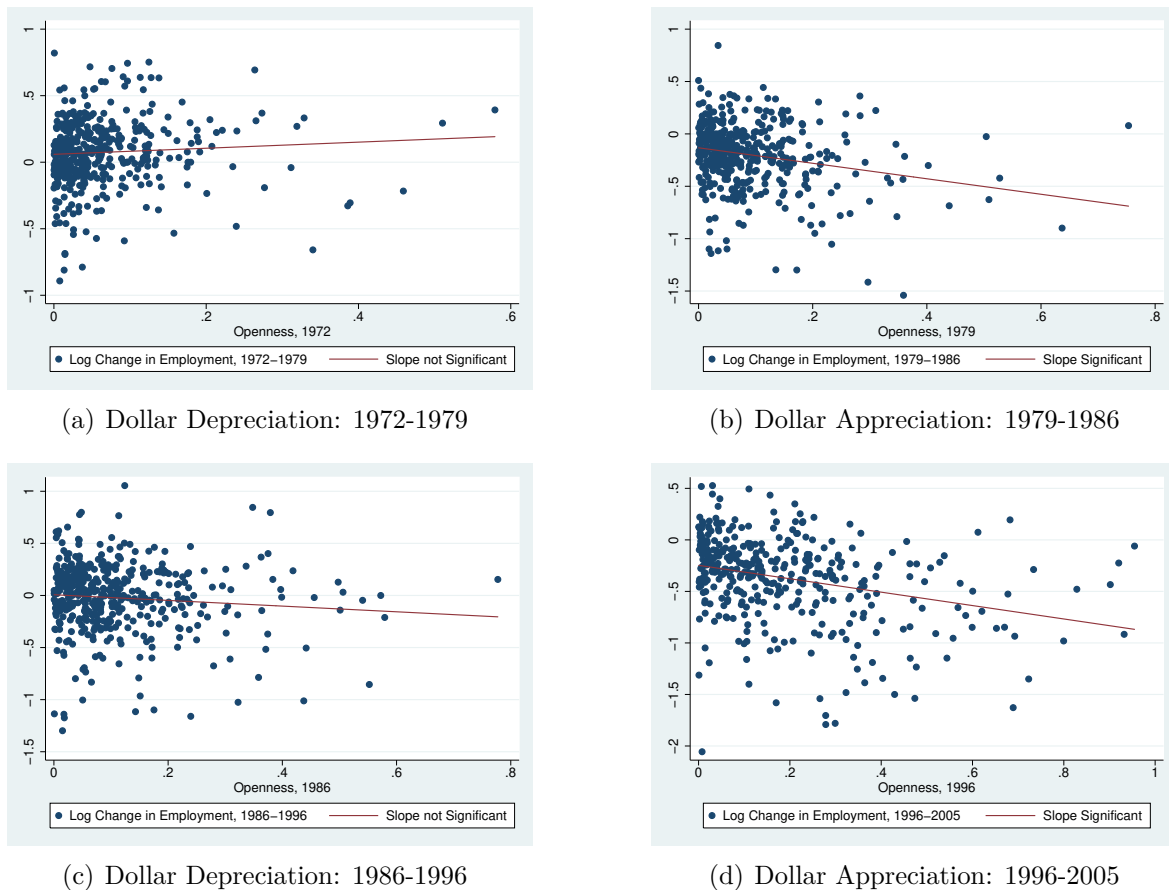 1
.5
0
−.5
−1
0
.2
.4
.6
Openness, 1972
Log Change in Employment, 1972−1979
Slope not Significant
(a) Dollar Depreciation: 1972-1979
1
.5
0
−.5
−1
−1.5
0
.2
.4
.6
.8
Openness, 1979
Log Change in Employment, 1979−1986
Slope Significant
(b) Dollar Appreciation: 1979-1986
1
.5
0
−.5
−1
−1.5
0
.2
.4
.6
.8
Openness, 1986
Log Change in Employment, 1986−1996
Slope not Significant
(c) Dollar Depreciation: 1986-1996
.5
0
−.5
−1
−1.5
−2
0
.2
.4
.6
.8
1
Openness, 1996
Log Change in Employment, 1996−2005
Slope Significant
(d) Dollar Appreciation: 1996-2005